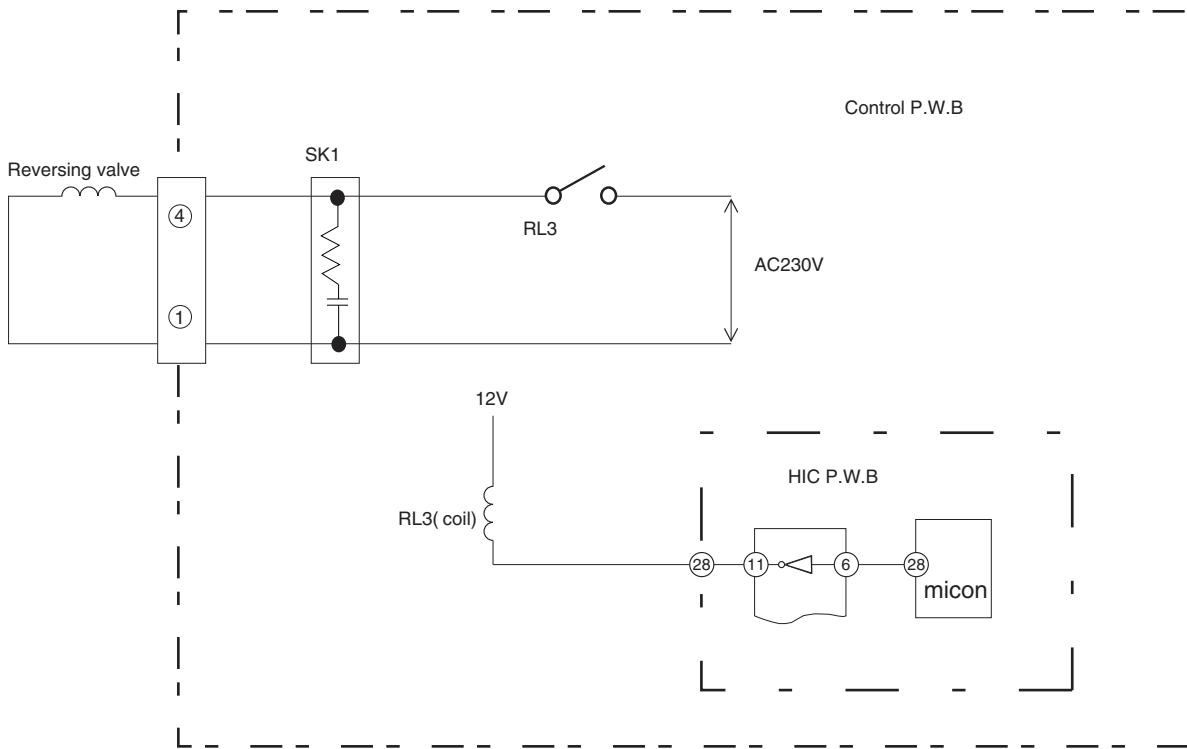 Control P.W.B
SK1
Reversing valve
4
RL3
AC230V
1
12V
HIC P.W.B
RL3( coil)
28
11
6
28
micon